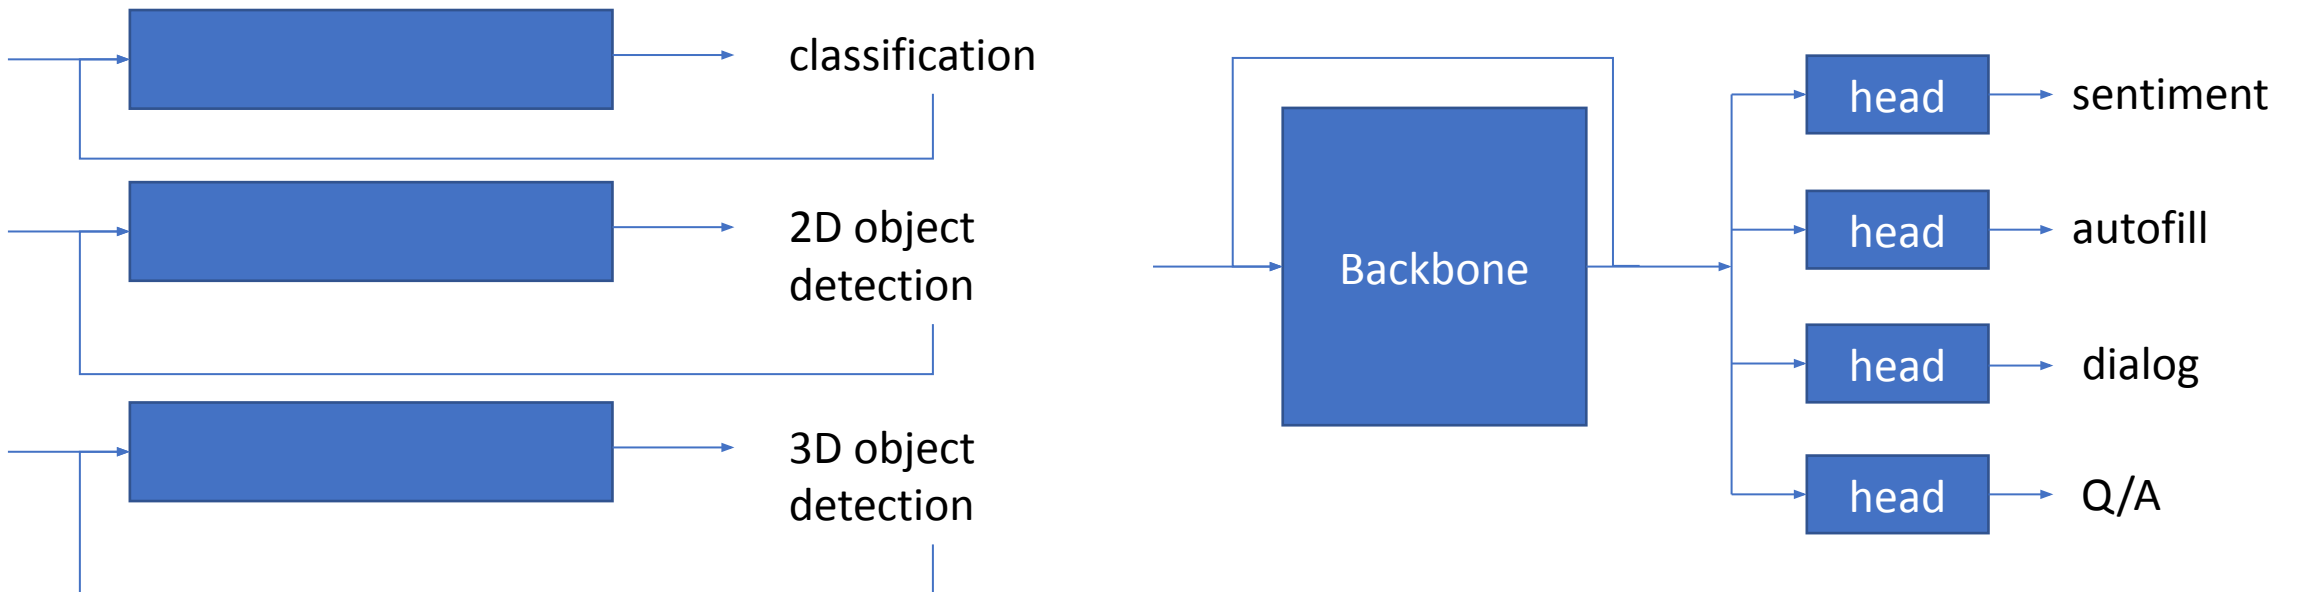 classification
2D object
detection
3D object
detection
Backbone
head
sentiment
head
autofill
head
dialog
head
Q/A